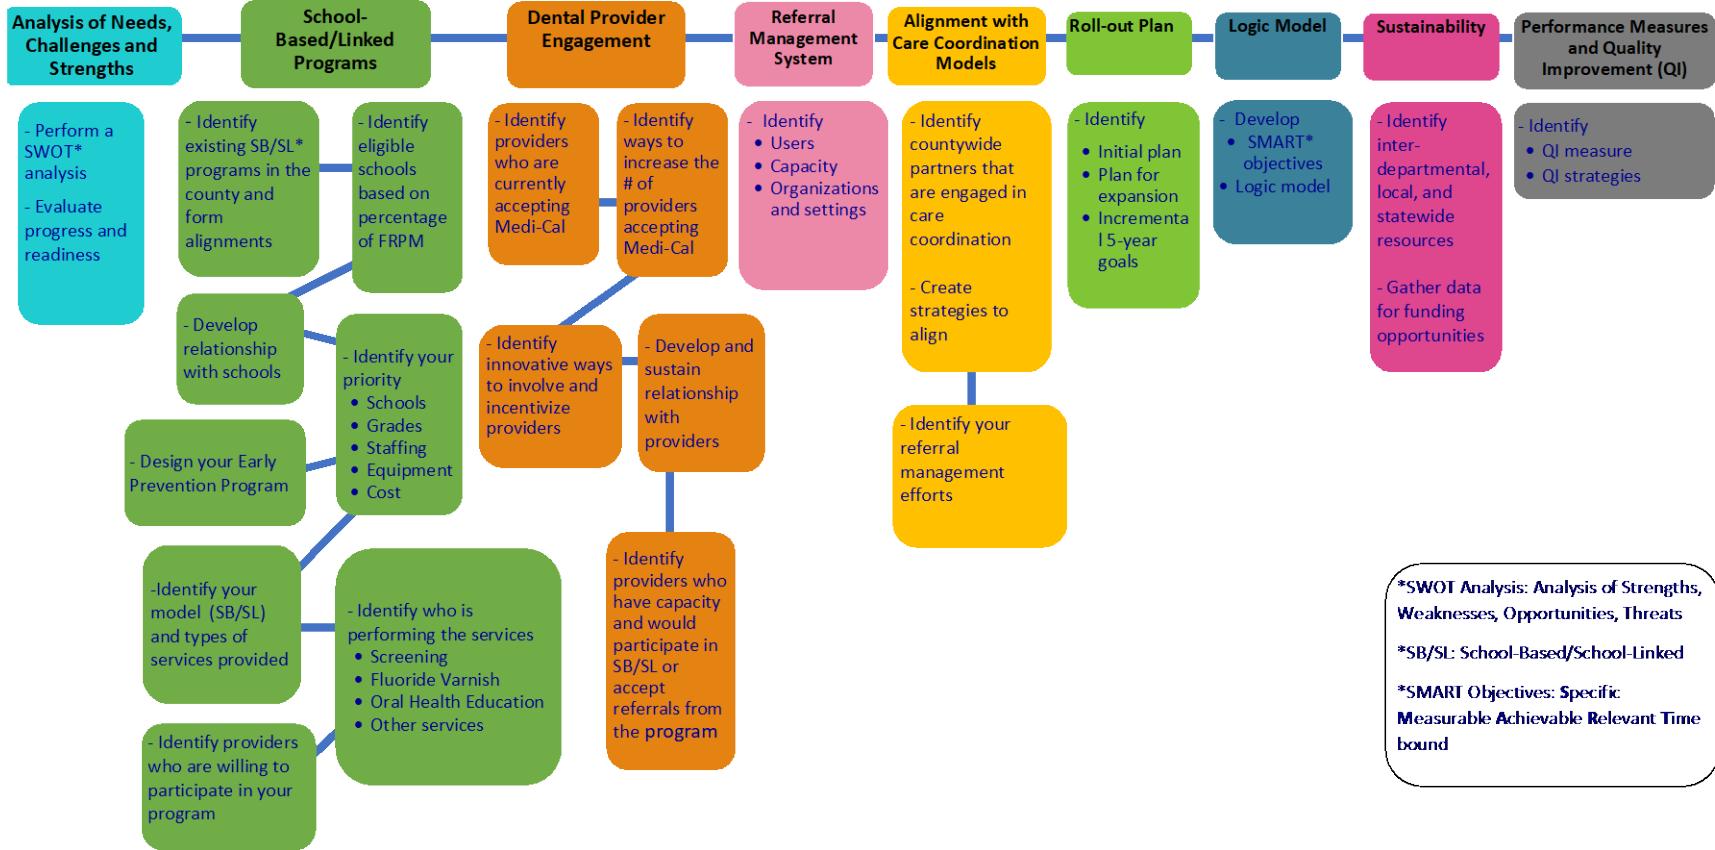 Analysis of Needs,
Challenges and
Strengths
School-
Based/Linked
Programs
Dental Provider
Engagement
Referral
Management
System
Alignment with
Care Coordination
Models
Roll-out Plan
Logic Model
Sustainability
Performance Measures
and Quality
Improvement (QI)
- Perform a
SWOT*
analysis
- Evaluate
progress and
readiness
- Identify
existing SB/SL*
programs in the
county and
form
alignments
- Identify
eligible
schools
based on
percentage
of FRPM
- Develop
relationship
with schools
- Identify your
priority
• Schools
• Grades
• Staffing
• Equipment
• Cost
- Design your Early
Prevention Program
-Identify your
model (SB/SL)
and types of
services provided
- Identify who is
performing the services
• Screening
• Fluoride Varnish
• Oral Health Education
• Other services
- Identify providers
who are willing to
participate in your
program
- Identify
providers
who are
currently
accepting
Medi-Cal
- Identify
ways to
increase the
# of
providers
accepting
Medi-Cal
- Identify
innovative ways
to involve and
incentivize
providers
- Develop and
sustain
relationship
with
providers
- Identify
providers who
have capacity
and would
participate in
SB/SL or
accept
referrals from
the program
- Identify
• Users
• Capacity
• Organizations
and settings
- Identify
countywide
partners that
are engaged in
care
coordination
- Create
strategies to
align
- Identify your
referral
management
efforts
- Identify
• Initial plan
• Plan for
expansion
• Incrementa
l 5-year
goals
- Develop
• SMART*
objectives
• Logic model
- Identify
inter-
departmental,
local, and
statewide
resources
- Gather data
for funding
opportunities
- Identify
• QI measure
• QI strategies
*SWOT Analysis: Analysis of Strengths,
Weaknesses, Opportunities, Threats
*SB/SL: School-Based/School-Linked
*SMART Objectives: Specific
Measurable Achievable Relevant Time
bound